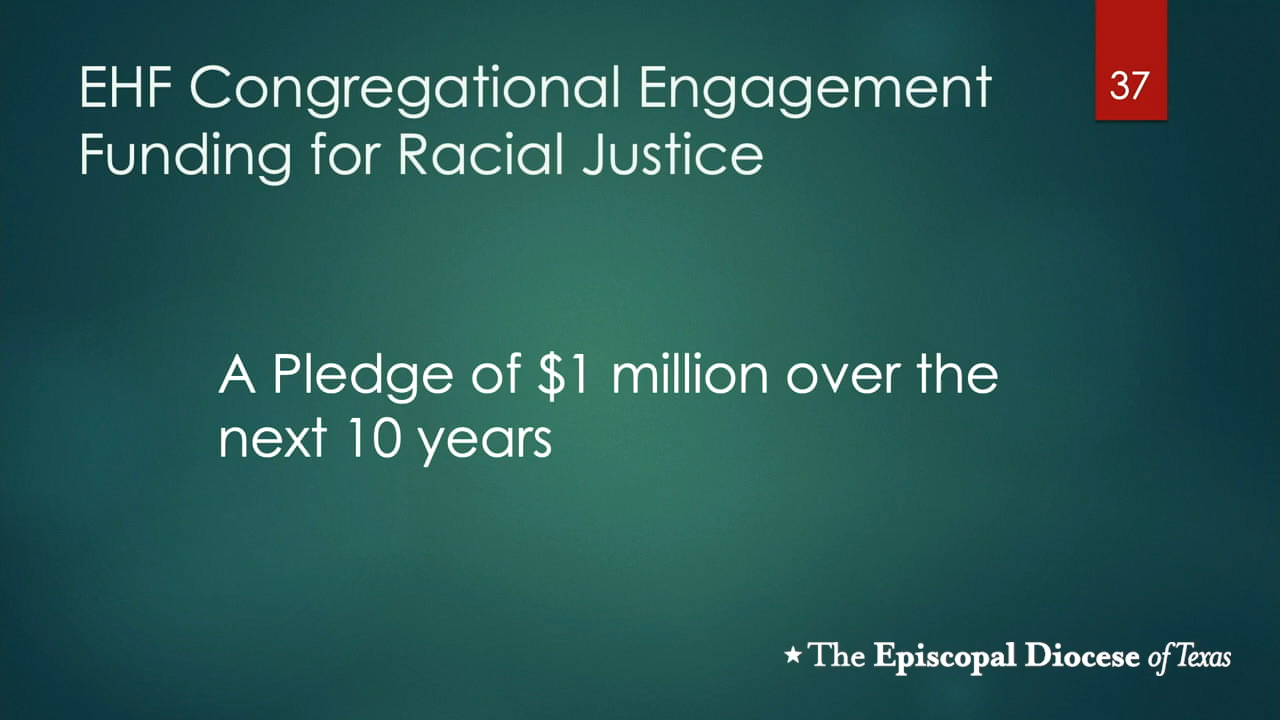 EHF Congregational Engagement
Funding for Racial Justice
37
A Pledge of $1 million over the
next 10 years
The Episcopal Diocese of Texas